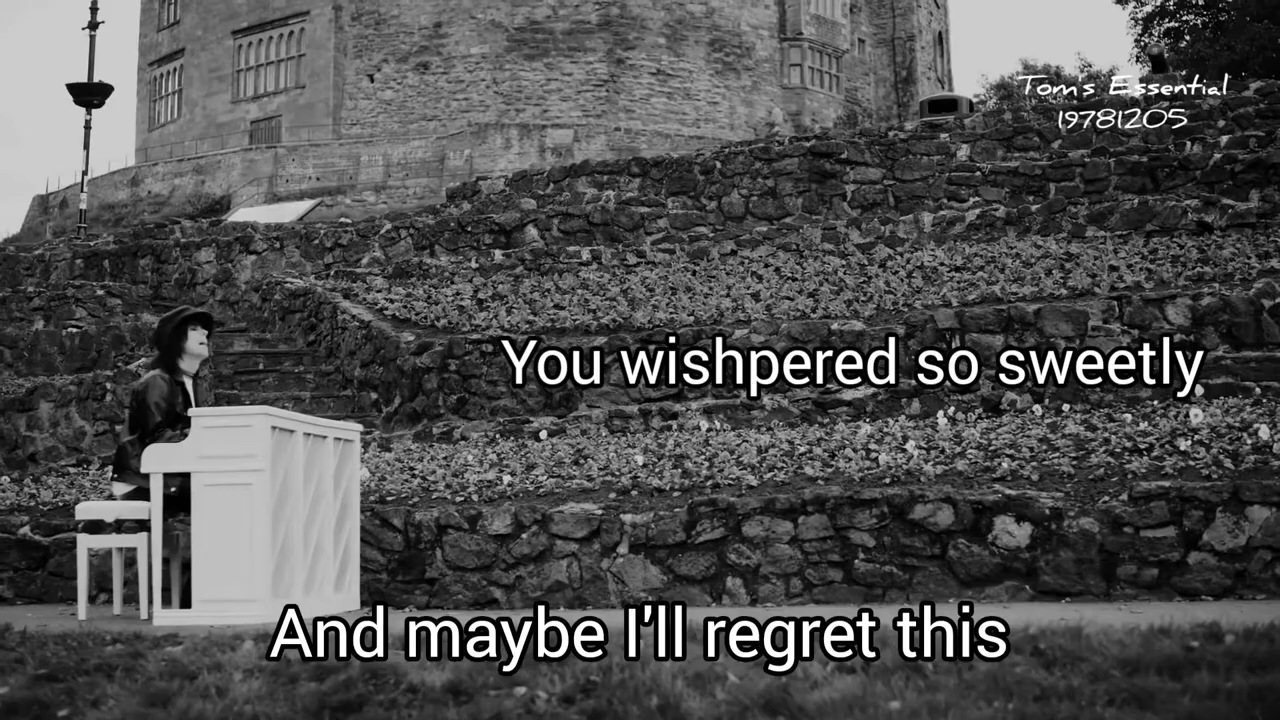 Tom's Essential
19781205
You wishpered so sweetly
And maybe I'll regret this